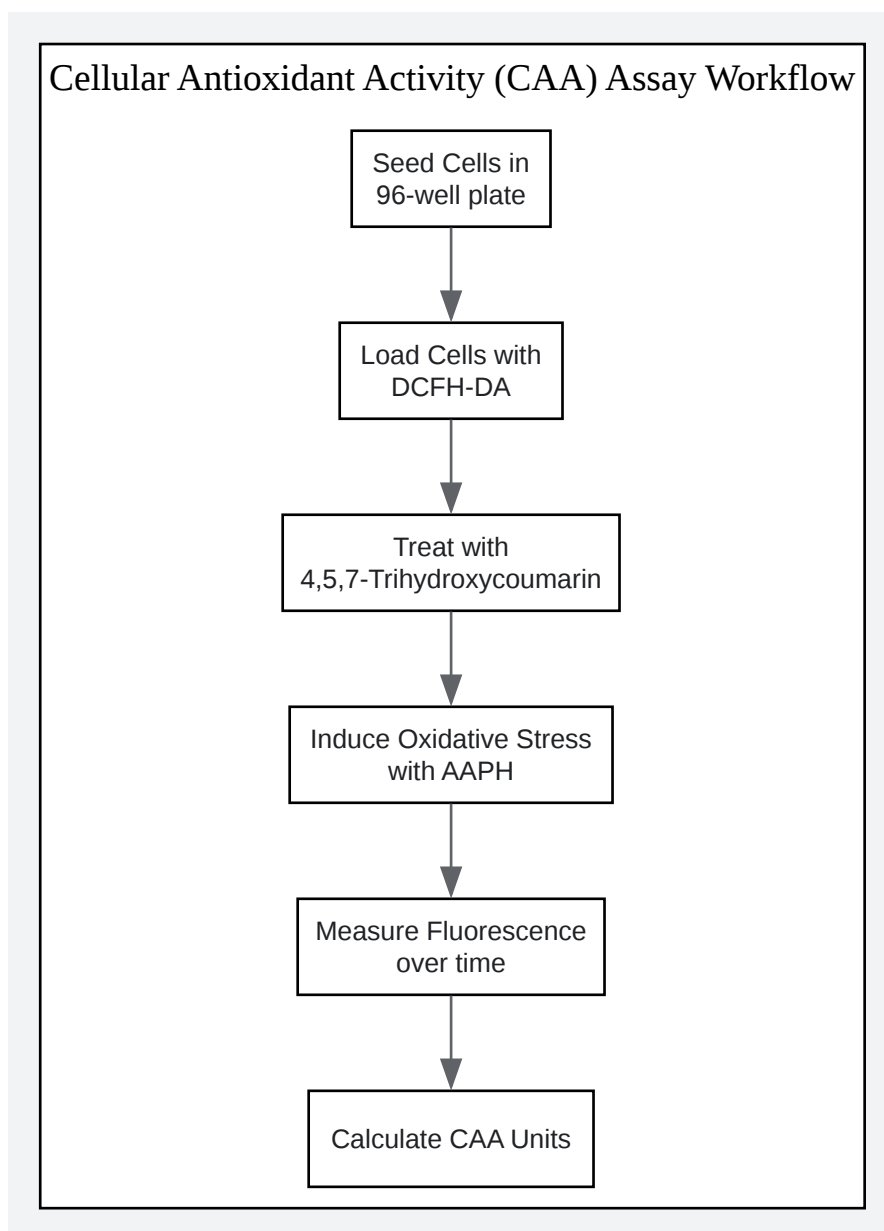 Cellular Antioxidant Activity (CAA) Assay Workflow
Seed Cells in
96-well plate
Load Cells with
DCFH-DA
Treat with
4,5,7-Trihydroxycoumarin
Induce Oxidative Stress
with AAPH
Measure Fluorescence
over time
Calculate CAA Units